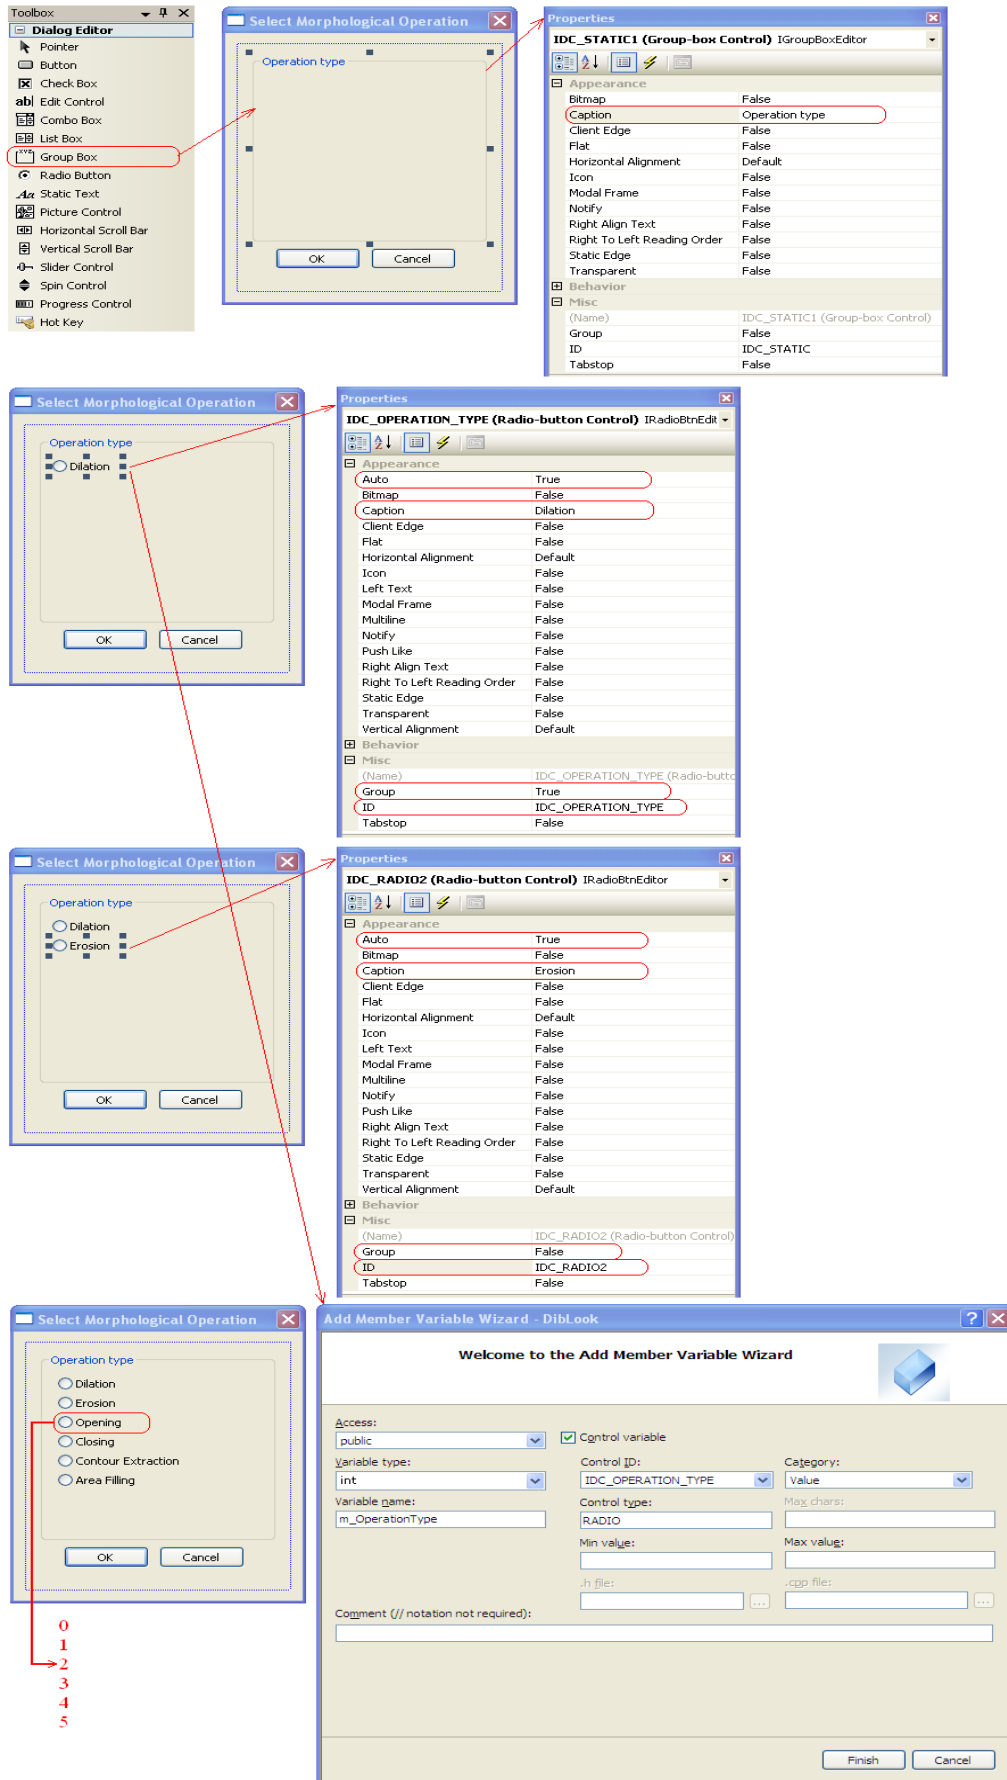 Toolbox
Dialog Editor
Pointer
Button
Check Box
ab| Edit Control
Combo Box
List Box
XYZ Group Box
Radio Button
Aa Static Text
Picture Control
Horizontal Scroll Bar
Vertical Scroll Bar
Slider Control
Spin Control
Progress Control
Hot Key
Select Morphological Operation
Operation type
OK Cancel
Properties
IDC_STATIC1 (Group-box Control) IGroupBoxEditor
Appearance
Bitmap False
Caption Operation type
Client Edge False
Flat False
Horizontal Alignment Default
Icon False
Modal Frame False
Notify False
Right Align Text False
Right To Left Reading Order False
Static Edge False
Transparent False
Behavior
Misc
(Name) IDC_STATIC1 (Group-box Control)
Group False
ID IDC_STATIC
Tabstop False
Select Morphological Operation
Operation type
Dilation
OK Cancel
Properties
IDC_OPERATION_TYPE (Radio-button Control) IRadioBtnEdit
Appearance
Auto True
Bitmap False
Caption Dilation
Client Edge False
Flat False
Horizontal Alignment Default
Icon False
Left Text False
Modal Frame False
Multiline False
Notify False
Push Like False
Right Align Text False
Right To Left Reading Order False
Static Edge False
Transparent False
Vertical Alignment Default
Behavior
Misc
(Name) IDC_OPERATION_TYPE (Radio-butto
Group True
ID IDC_OPERATION_TYPE
Tabstop False
Select Morphological Operation
Operation type
Dilation
Erosion
OK Cancel
Properties
IDC_RADIO2 (Radio-button Control) IRadioBtnEditor
Appearance
Auto True
Bitmap False
Caption Erosion
Client Edge False
Flat False
Horizontal Alignment Default
Icon False
Left Text False
Modal Frame False
Multiline False
Notify False
Push Like False
Right Align Text False
Right To Left Reading Order False
Static Edge False
Transparent False
Vertical Alignment Default
Behavior
Misc
(Name) IDC_RADIO2 (Radio-button Control)
Group False
ID IDC_RADIO2
Tabstop False
Select Morphological Operation
Operation type
Dilation
Erosion
Opening
Closing
Contour Extraction
Area Filling
OK Cancel
0
1
2
3
4
5
Add Member Variable Wizard - DibLook
Welcome to the Add Member Variable Wizard
Access:
public
Control variable
Variable type: Control ID: Category:
int IDC_OPERATION_TYPE Value
Variable name: Control type: Max chars:
m_OperationType RADIO
Min value: Max value:
.h file: ... .cpp file: ...
Comment (// notation not required):
Finish Cancel